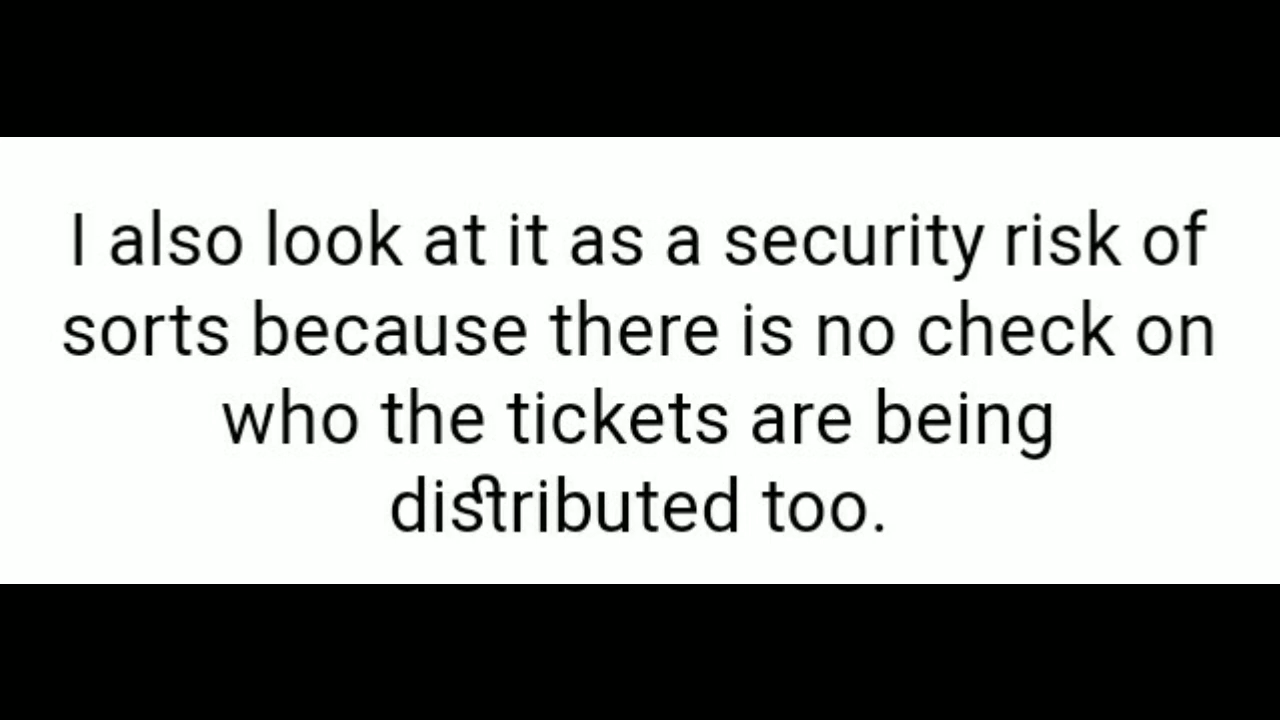 I also look at it as a security risk of
sorts because there is no check on
who the tickets are being
distributed too.